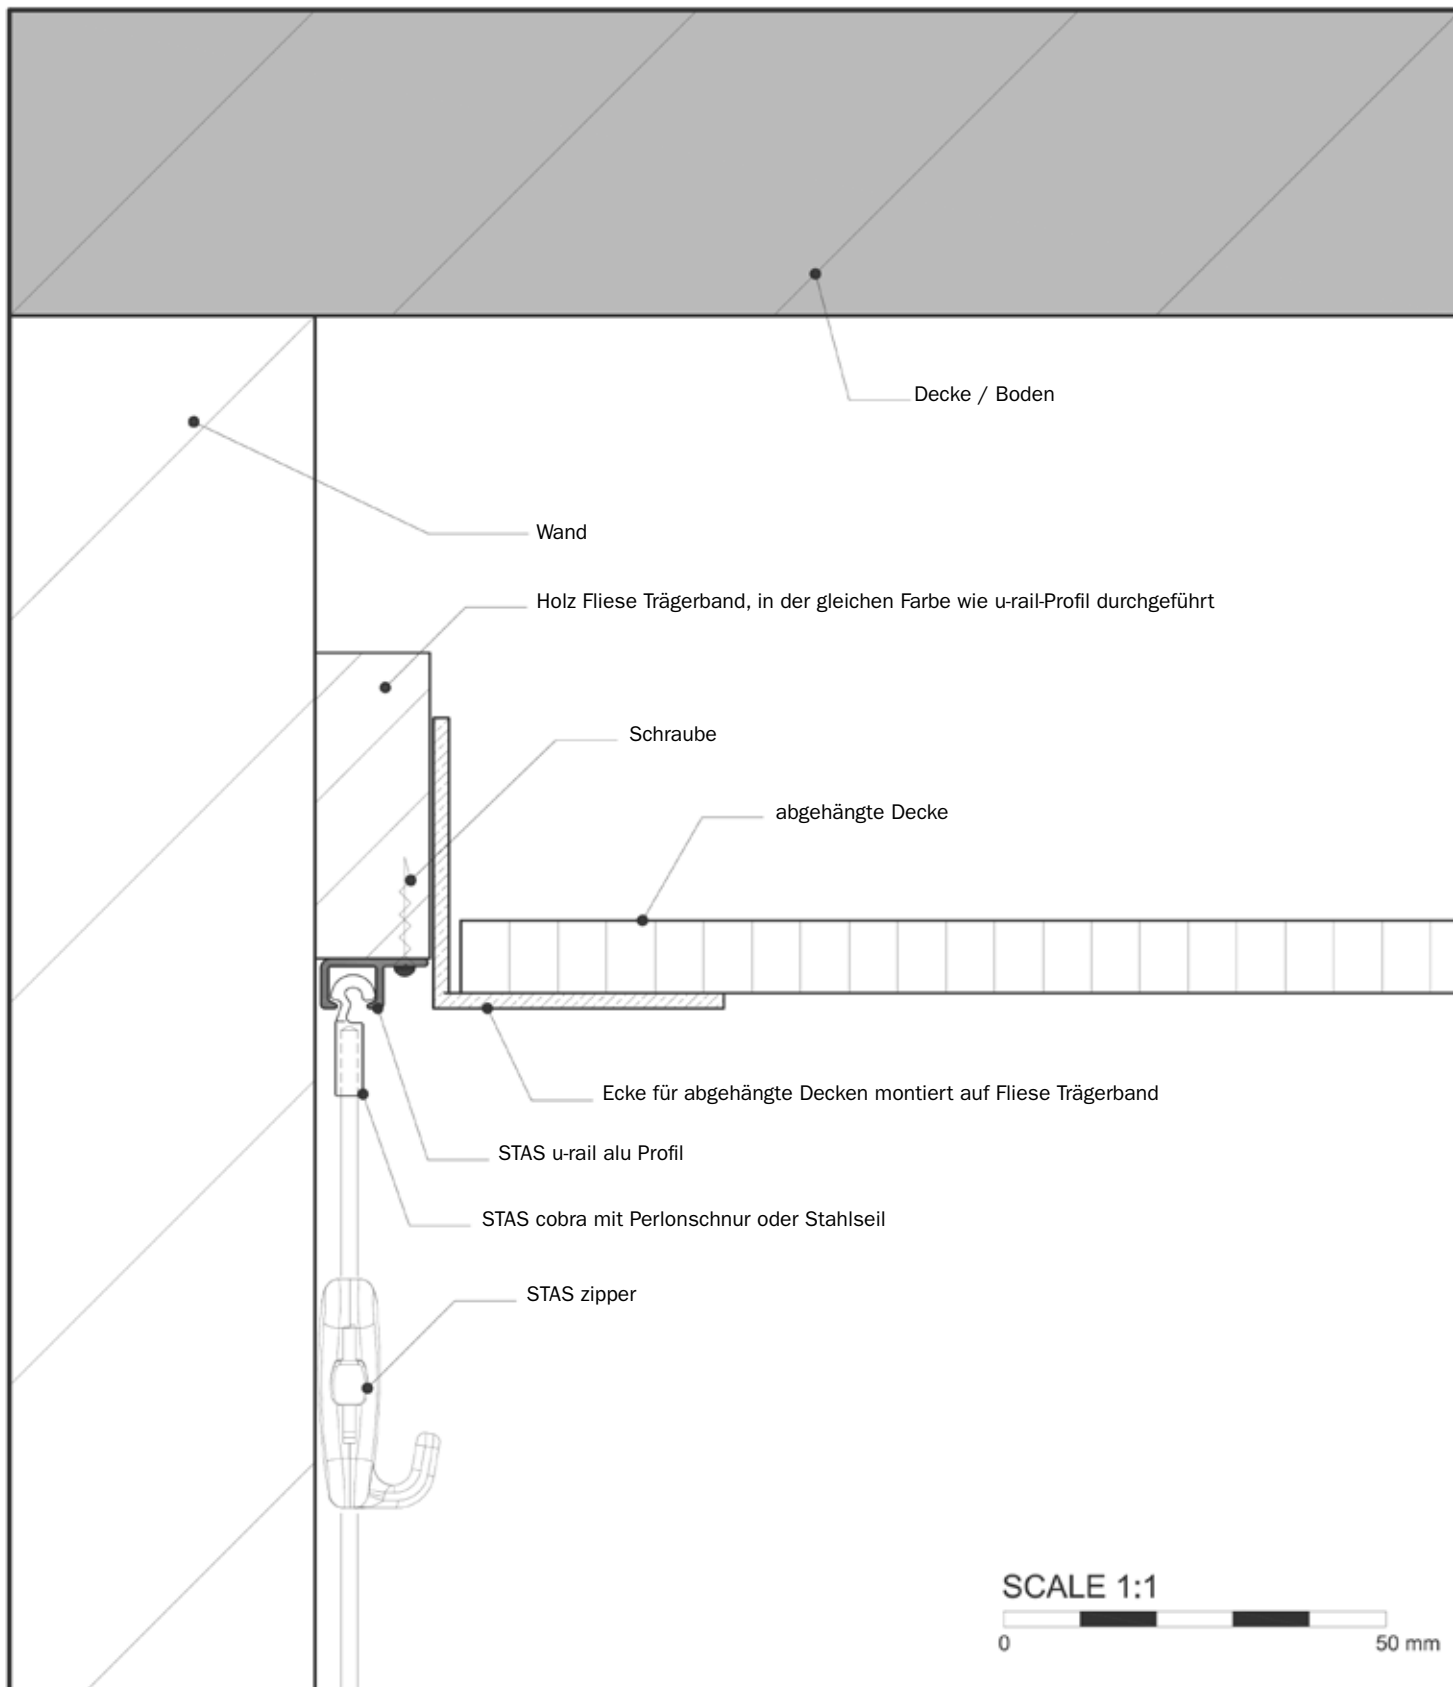 Decke / Boden
Wand
Holz Fliese Trägerband, in der gleichen Farbe wie u-rail-Profil durchgeführt
Schraube
abgehängte Decke
Ecke für abgehängte Decken montiert auf Fliese Trägerband
STAS u-rail alu Profil
STAS cobra mit Perlonschnur oder Stahlseil
STAS zipper
SCALE 1:1
0 50 mm